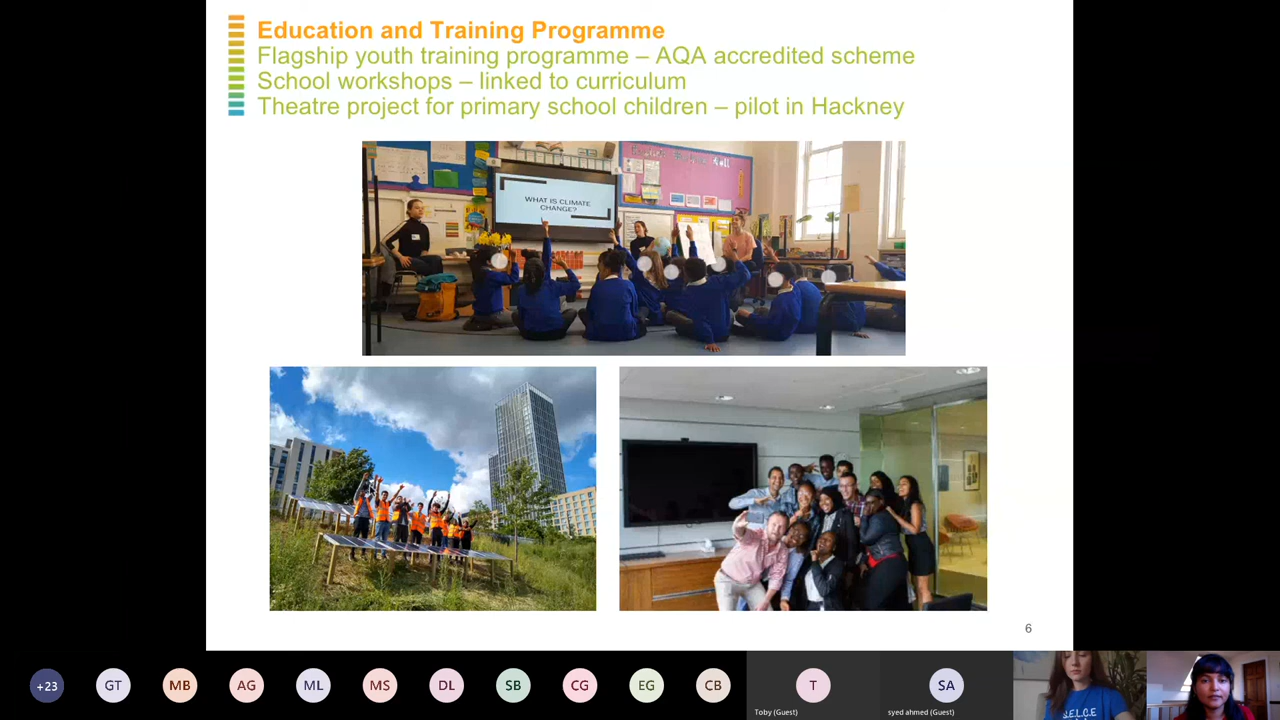 Education and Training Programme
Flagship youth training programme – AQA accredited scheme
School workshops – linked to curriculum
Theatre project for primary school children – pilot in Hackney
WHAT IS CLIMATE
CHANGE?
6
+23
GT
MB
AG
ML
MS
DL
SB
CG
EG
CB
T
SA
Toby (Guest)
syed ahmed (Guest)
SELCE